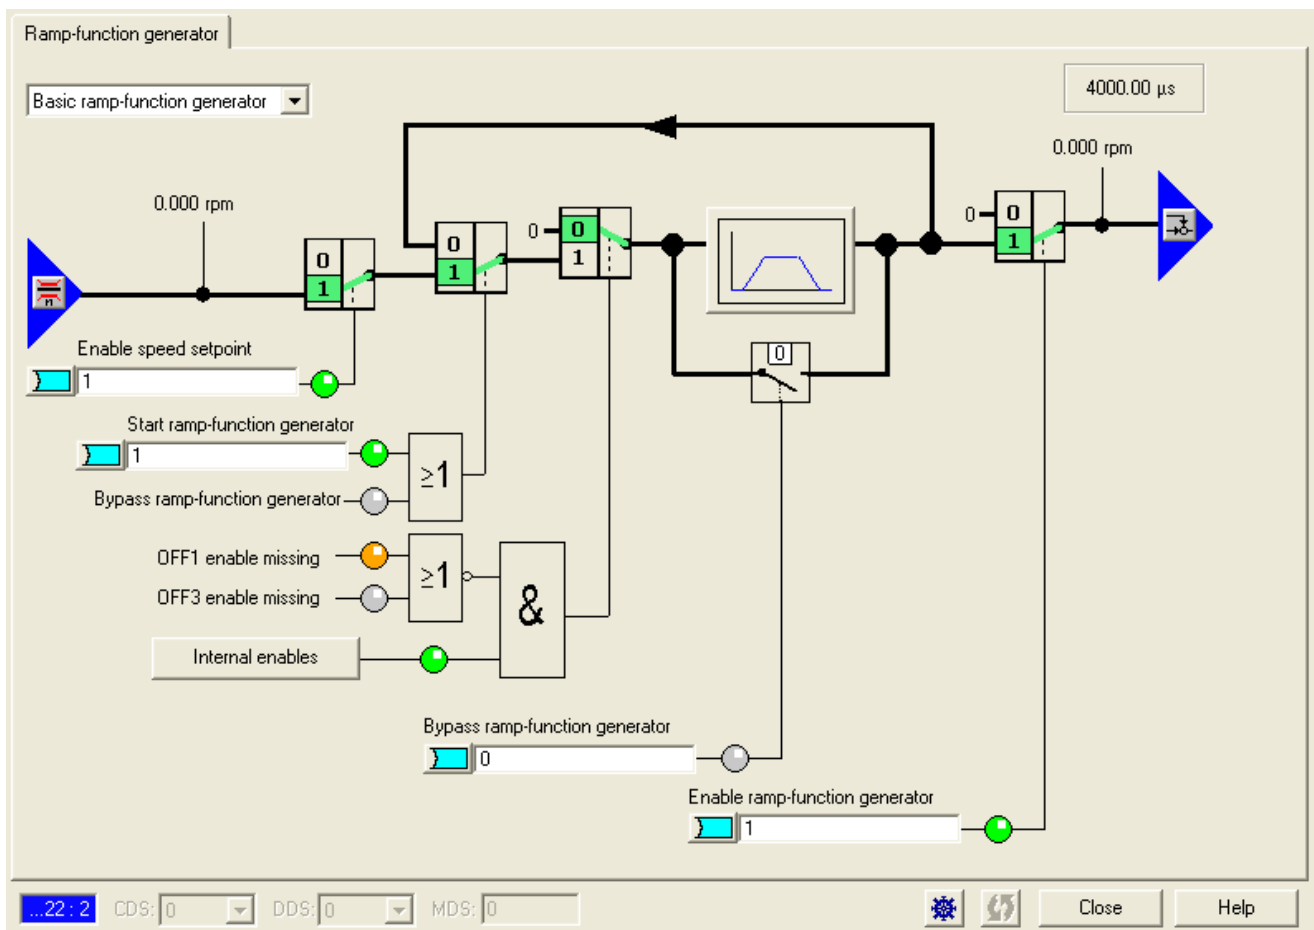 Ramp-function generator
Basic ramp-function generator
4000.00 µs
0.000 rpm
0.000 rpm
0
1
0
1
0
0
1
0
0
1
n
Enable speed setpoint
1
0
Start ramp-function generator
1
≥1
Bypass ramp-function generator
OFF1 enable missing
≥1
OFF3 enable missing
&
Internal enables
Bypass ramp-function generator
0
Enable ramp-function generator
1
...22 : 2 CDS: 0 DDS: 0 MDS: 0 Close Help